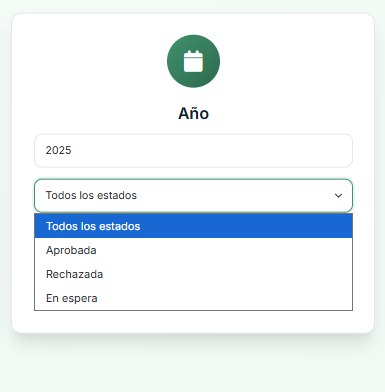 Año
2025
Todos los estados
Todos los estados
Aprobada
Rechazada
En espera